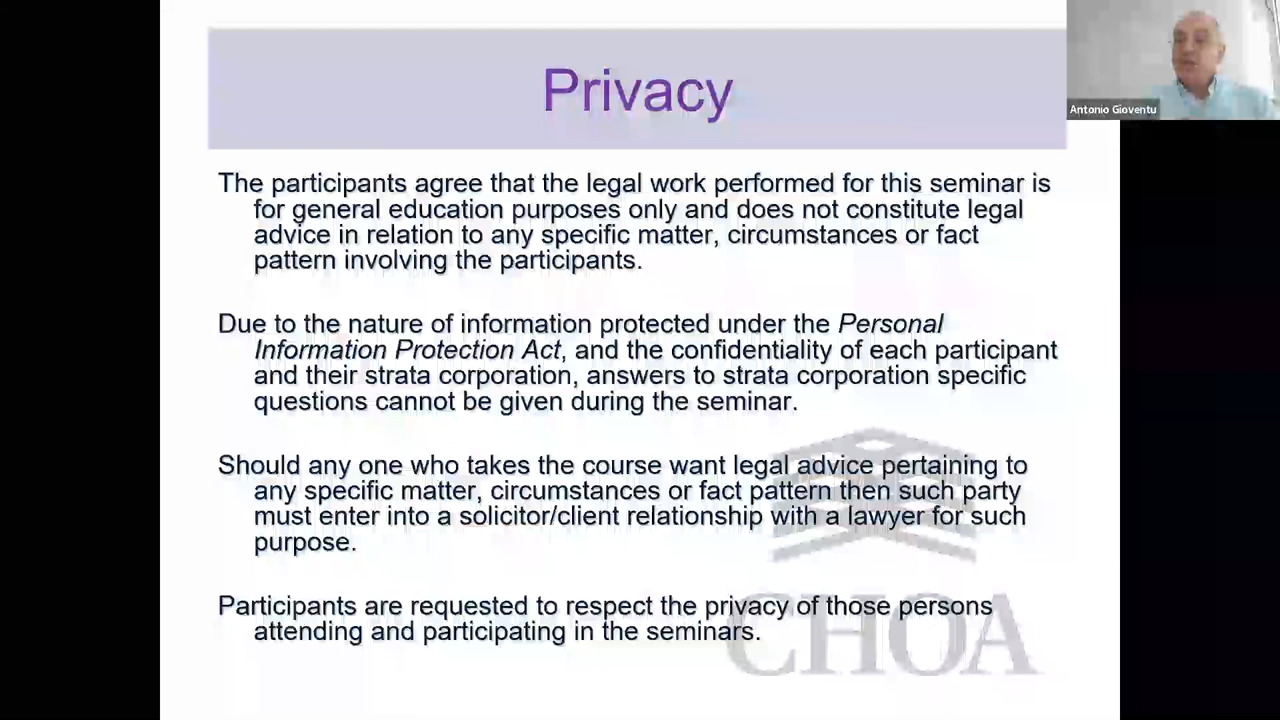 Privacy
Antonio Gioventu
The participants agree that the legal work performed for this seminar is
for general education purposes only and does not constitute legal
advice in relation to any specific matter, circumstances or fact
pattern involving the participants.
Due to the nature of information protected under the Personal
Information Protection Act, and the confidentiality of each participant
and their strata corporation, answers to strata corporation specific
questions cannot be given during the seminar.
Should any one who takes the course want legal advice pertaining to
any specific matter, circumstances or fact pattern then such party
must enter into a solicitor/client relationship with a lawyer for such
purpose.
Participants are requested to respect the privacy of those persons
attending and participating in the seminars.
CHOA